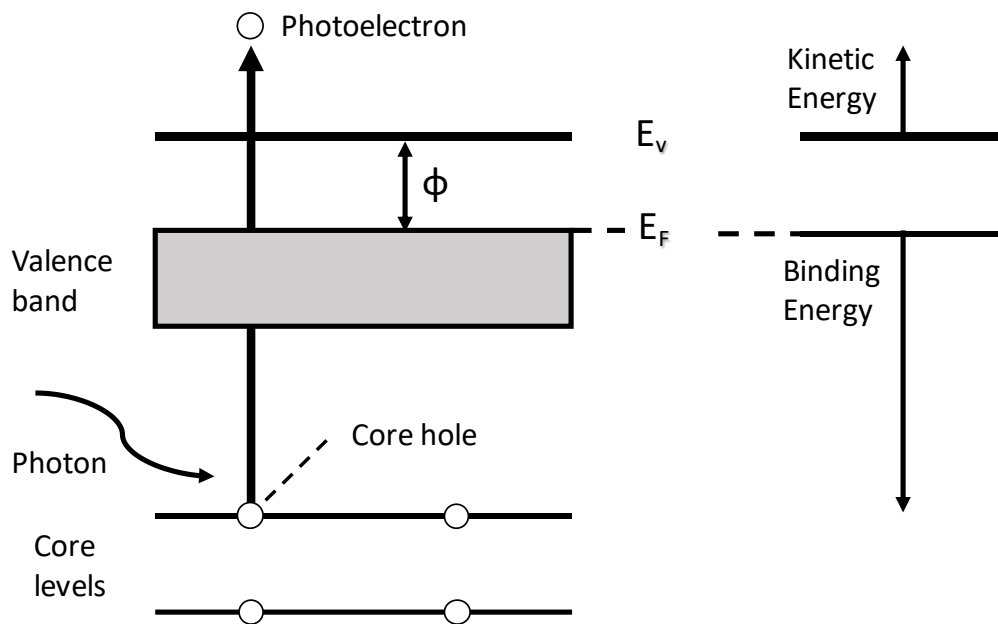 Photoelectron
Kinetic
Energy
Eᵥ
ϕ
E_F
Valence
band
Binding
Energy
Core hole
Photon
Core
levels